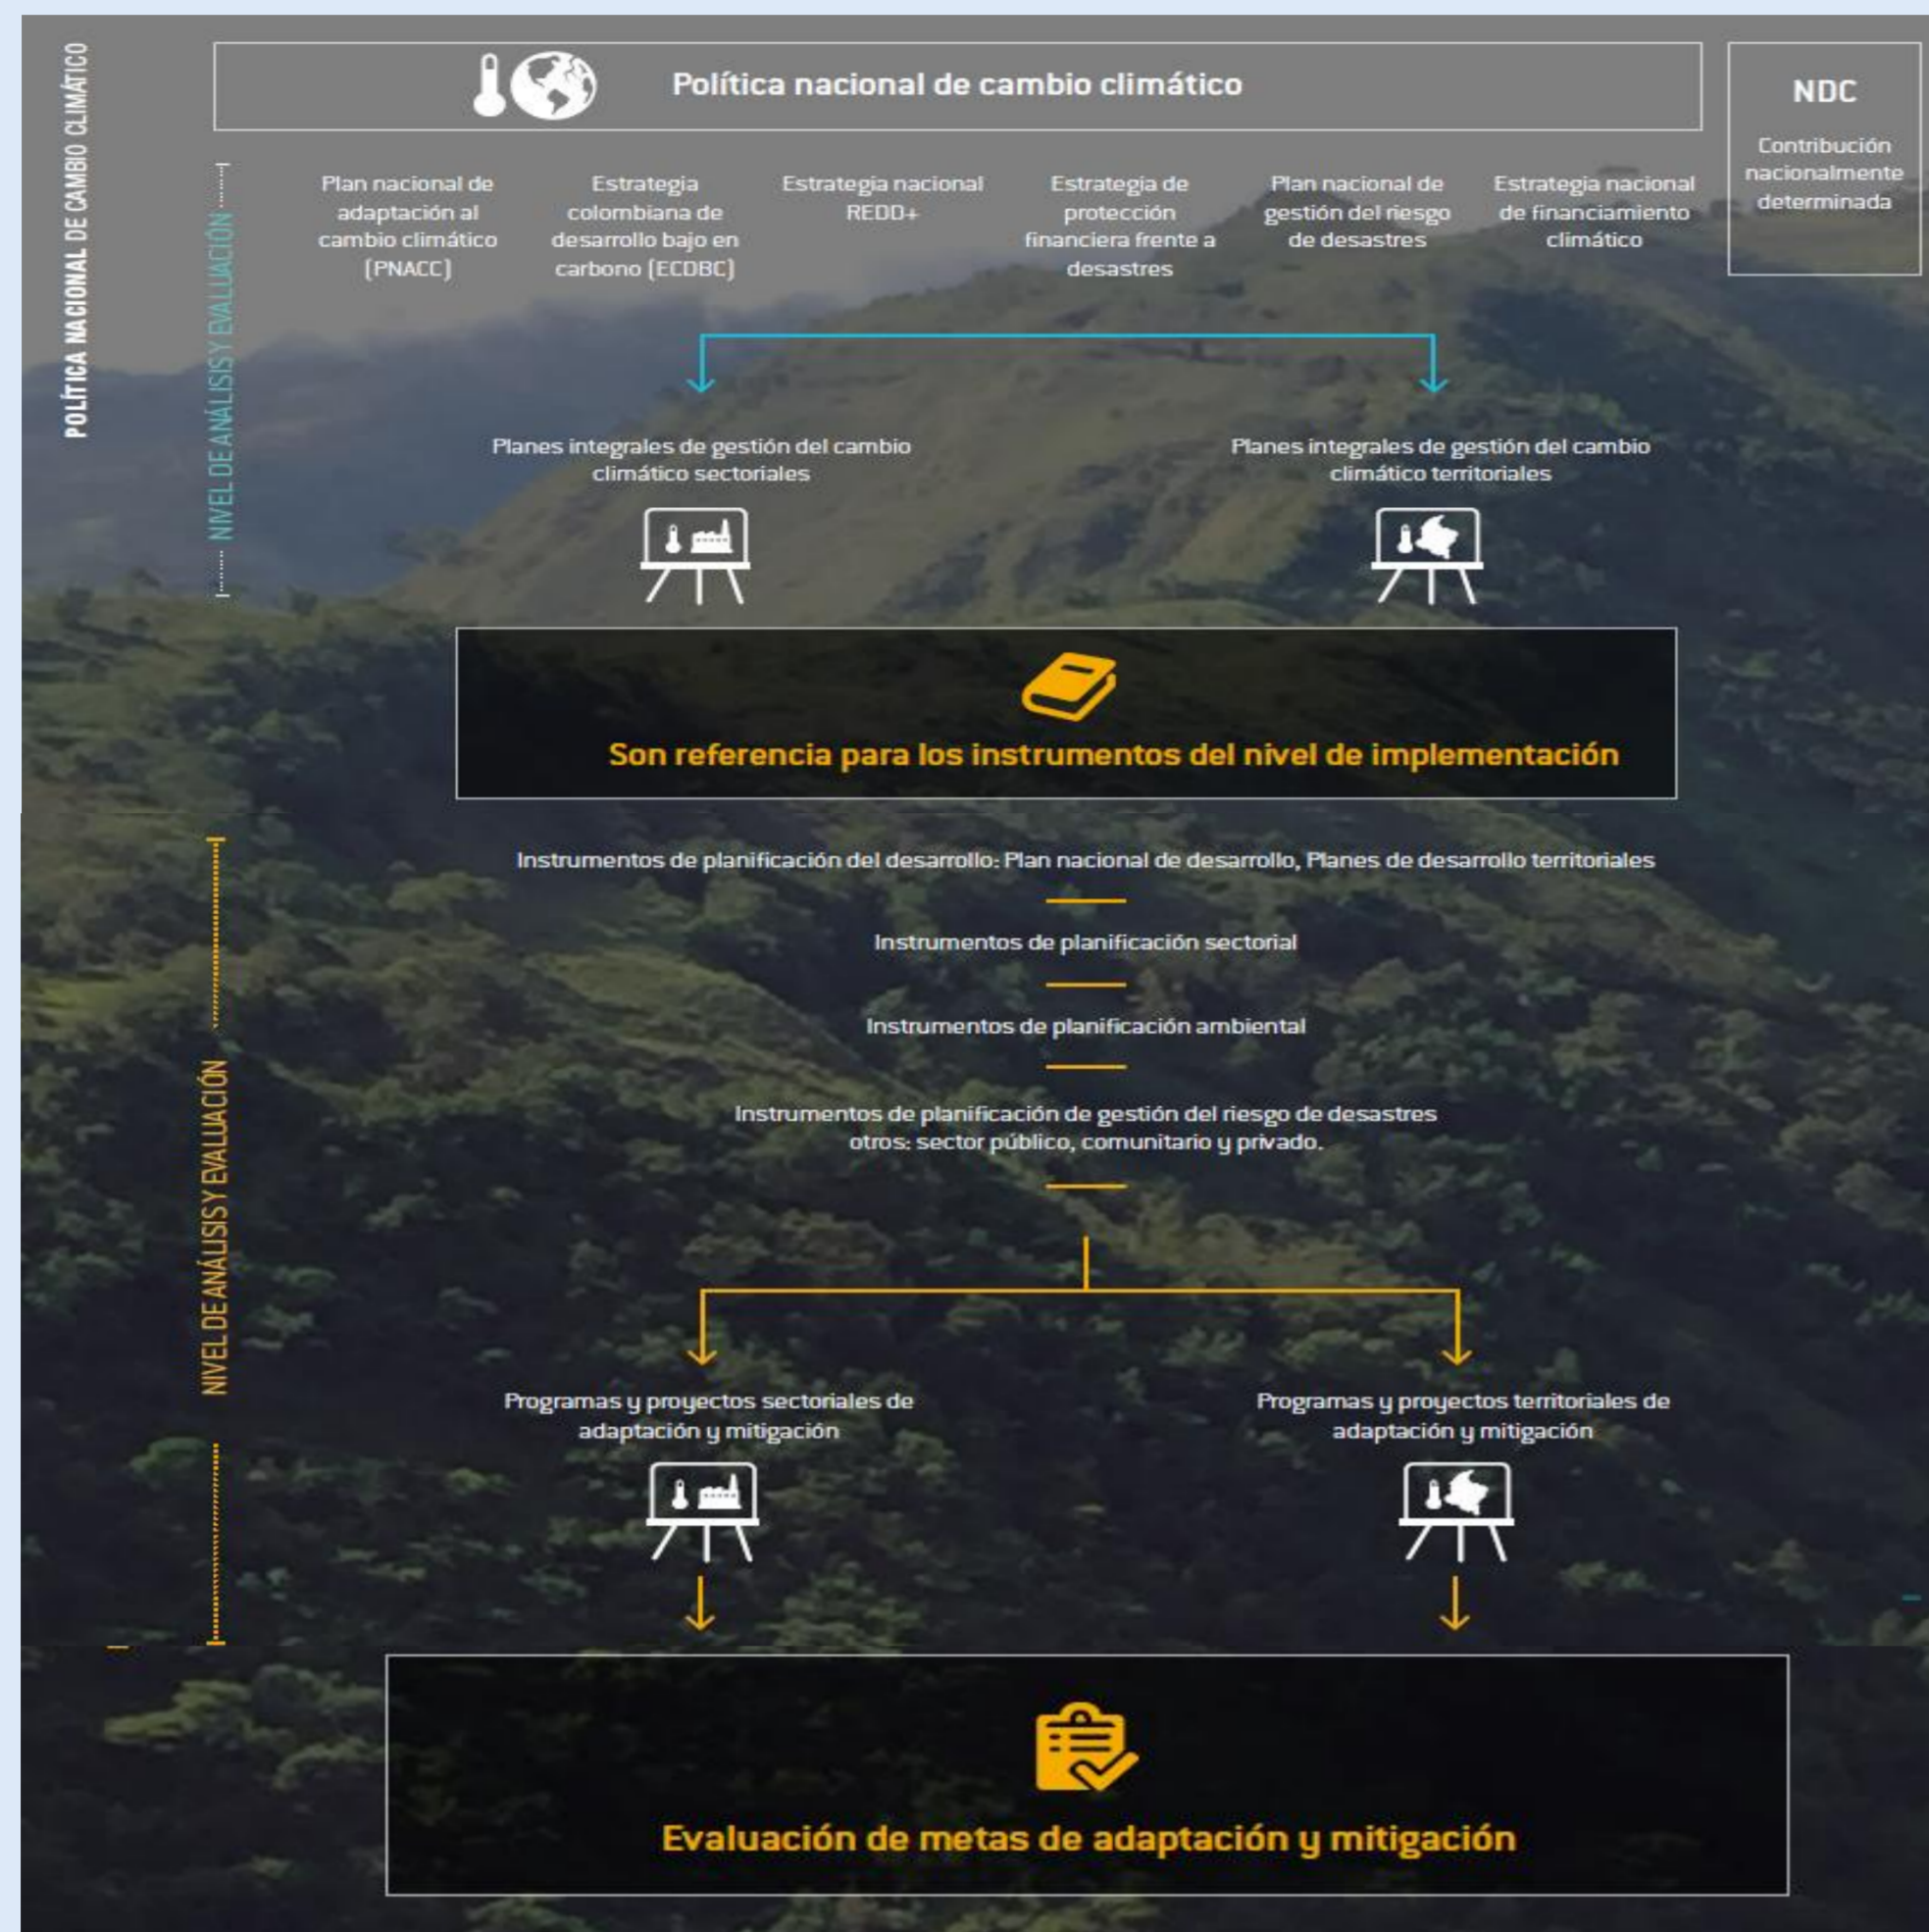 POLÍTICA NACIONAL DE CAMBIO CLIMÁTICO
Política nacional de cambio climático
NDC
Contribución
nacionalmente
determinada
NIVEL DE ANÁLISIS Y EVALUACIÓN
Plan nacional de
adaptación al
cambio climático
(PNACC)
Estrategia
colombiana de
desarrollo bajo en
carbono (ECDBC)
Estrategia nacional
REDD+
Estrategia de
protección
financiera frente a
desastres
Plan nacional de
gestión del riesgo
de desastres
Estrategia nacional
de financiamiento
climático
Planes integrales de gestión del cambio
climático sectoriales
Planes integrales de gestión del cambio
climático territoriales
Son referencia para los instrumentos del nivel de implementación
NIVEL DE ANÁLISIS Y EVALUACIÓN
Instrumentos de planificación del desarrollo: Plan nacional de desarrollo, Planes de desarrollo territoriales
Instrumentos de planificación sectorial
Instrumentos de planificación ambiental
Instrumentos de planificación de gestión del riesgo de desastres
otros: sector público, comunitario y privado.
Programas y proyectos sectoriales de
adaptación y mitigación
Programas y proyectos territoriales de
adaptación y mitigación
Evaluación de metas de adaptación y mitigación